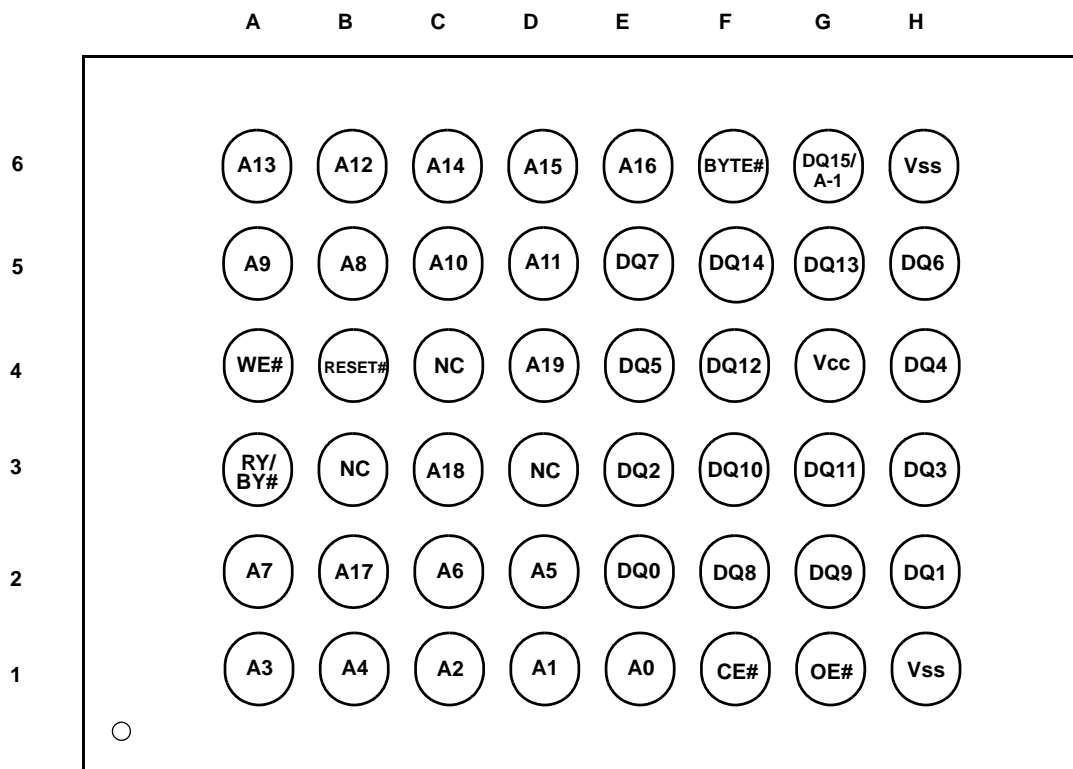 A B C D E F G H
6 A13 A12 A14 A15 A16 BYTE# DQ15/ A-1 Vss
5 A9 A8 A10 A11 DQ7 DQ14 DQ13 DQ6
4 WE# RESET# NC A19 DQ5 DQ12 Vcc DQ4
3 RY/ BY# NC A18 NC DQ2 DQ10 DQ11 DQ3
2 A7 A17 A6 A5 DQ0 DQ8 DQ9 DQ1
1 A3 A4 A2 A1 A0 CE# OE# Vss